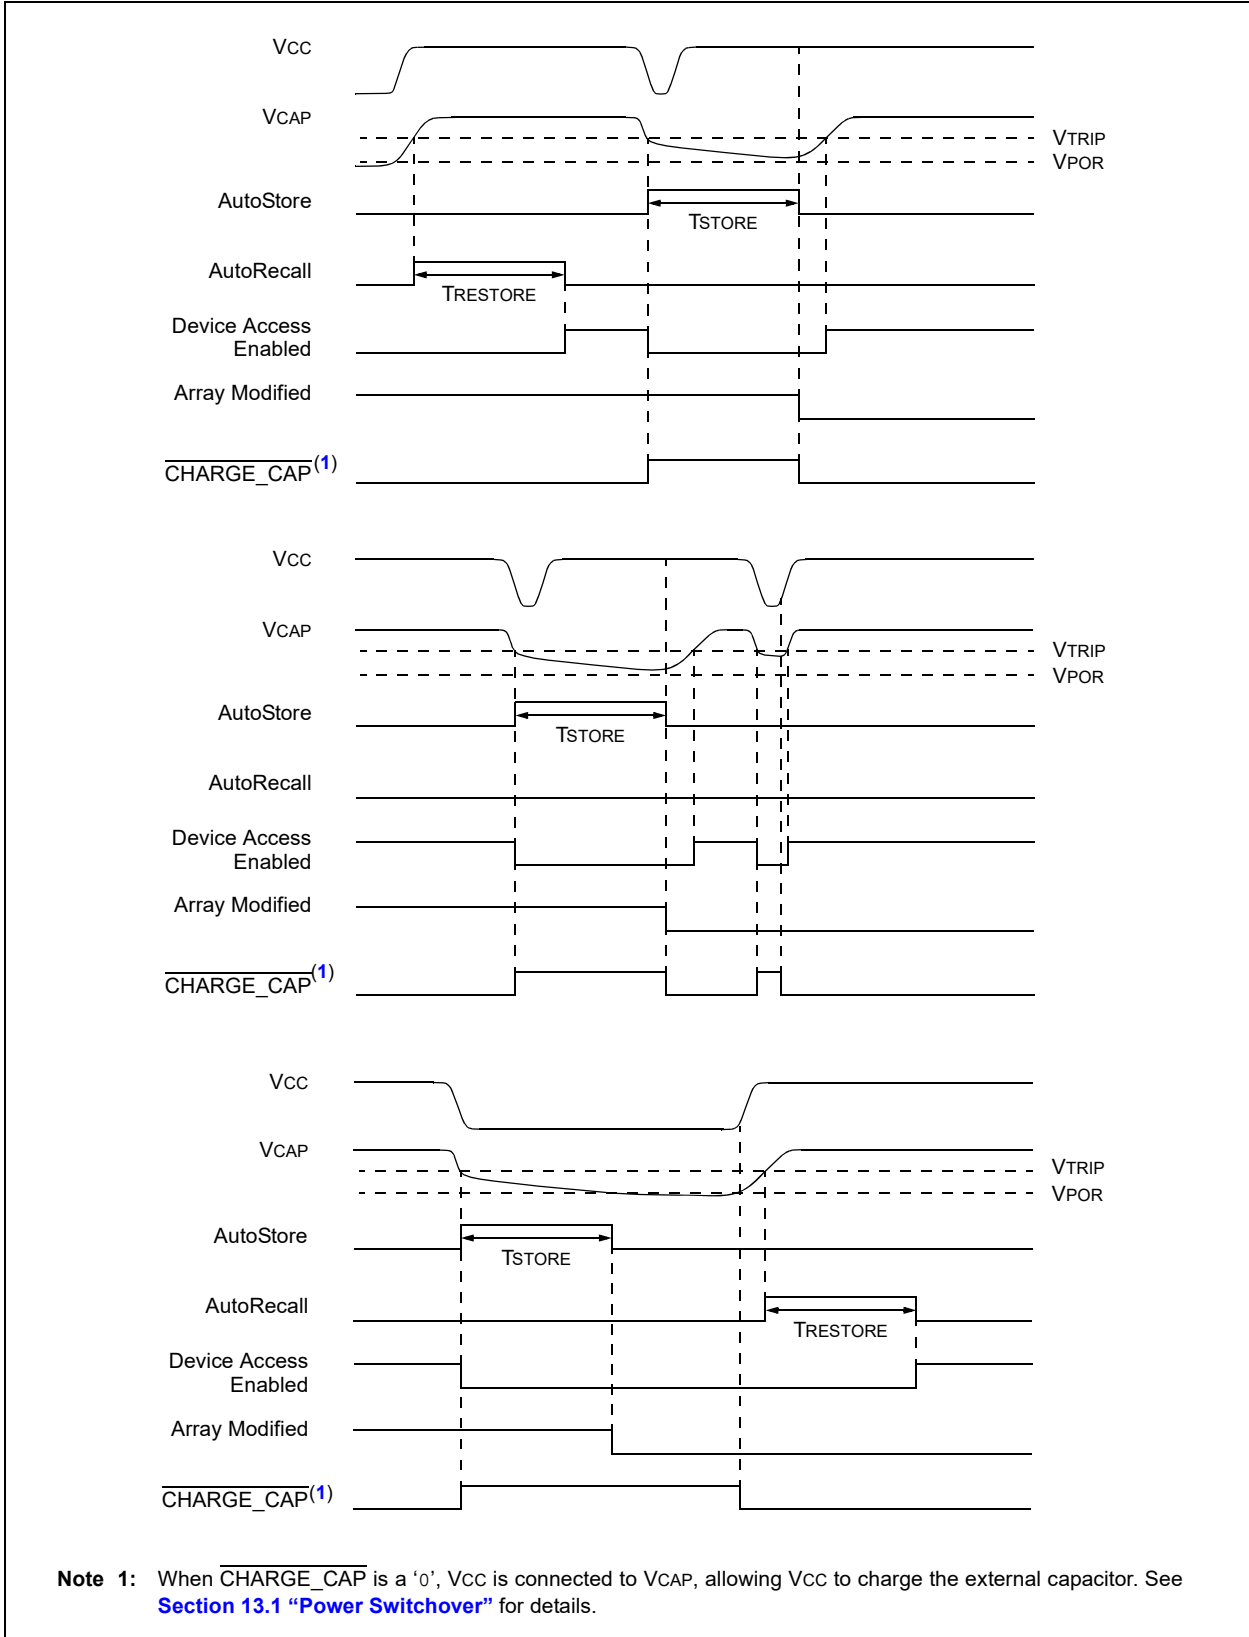 VCC
VCAP
VTRIP
VPOR
AutoStore
TSTORE
AutoRecall
TRESTORE
Device Access
Enabled
Array Modified
CHARGE_CAP(1)
VCC
VCAP
VTRIP
VPOR
AutoStore
TSTORE
AutoRecall
Device Access
Enabled
Array Modified
CHARGE_CAP(1)
VCC
VCAP
VTRIP
VPOR
AutoStore
TSTORE
AutoRecall
TRESTORE
Device Access
Enabled
Array Modified
CHARGE_CAP(1)
Note 1: When CHARGE_CAP is a ‘0’, VCC is connected to VCAP, allowing VCC to charge the external capacitor. See
Section 13.1 “Power Switchover” for details.